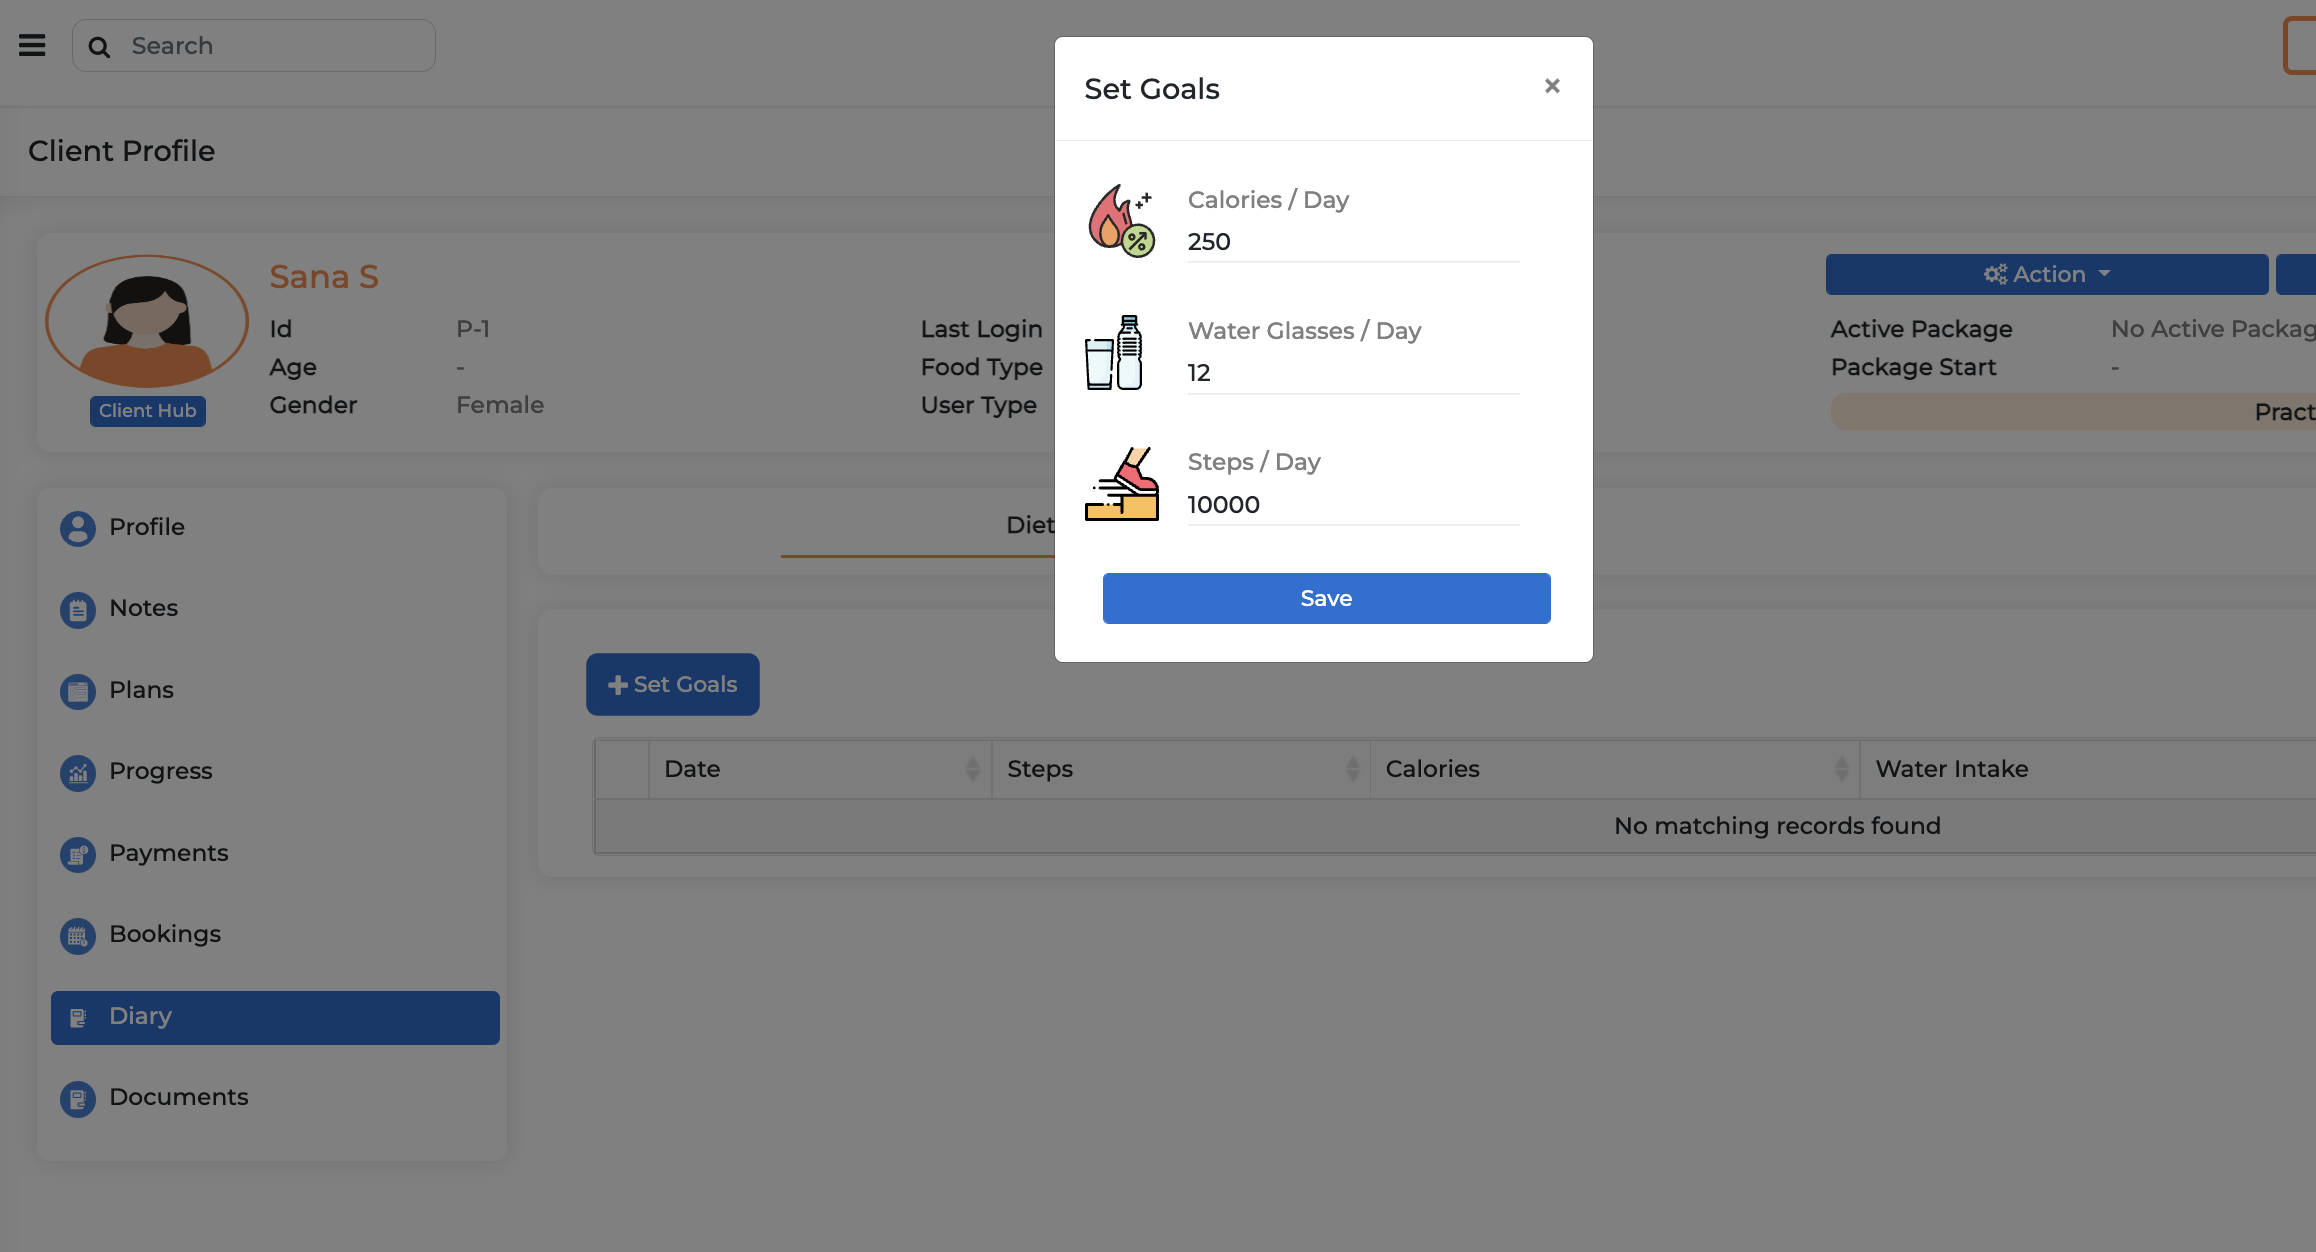 Search
Client Profile
Set Goals
×
Calories / Day
250
Water Glasses / Day
12
Steps / Day
10000
Save
Sana S
Id P-1
Age -
Gender Female
Client Hub
Last Login
Food Type
User Type
Action
Active Package No Active Packag
Package Start -
Pract
Profile
Notes
Plans
Progress
Payments
Bookings
Diary
Documents
Diet
Set Goals
Date Steps Calories Water Intake
No matching records found